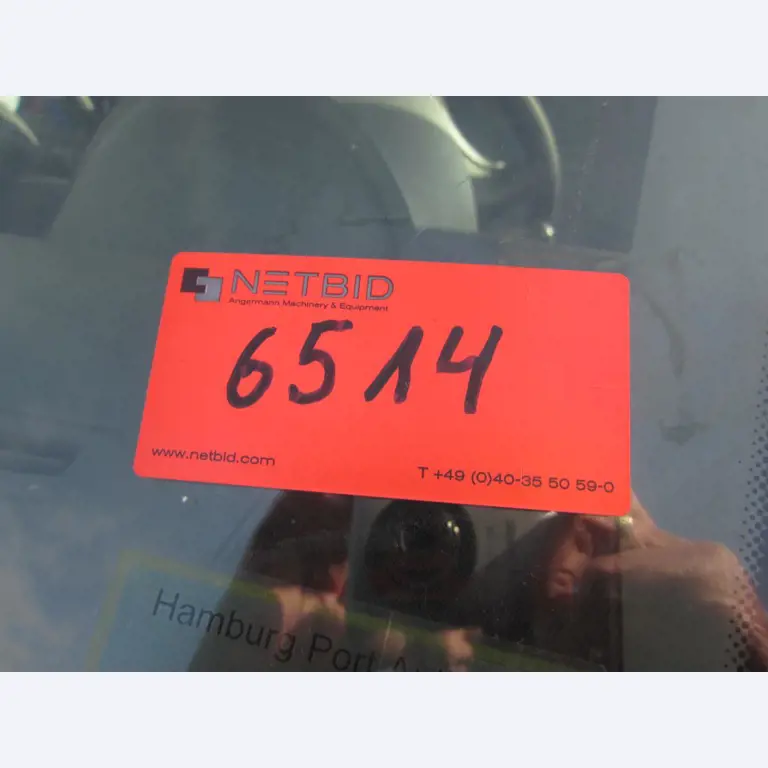 NETBID
Angermann Machinery & Equipment
6514
www.netbid.com
T +49 (0)40-35 50 59-0
Hamburg Port